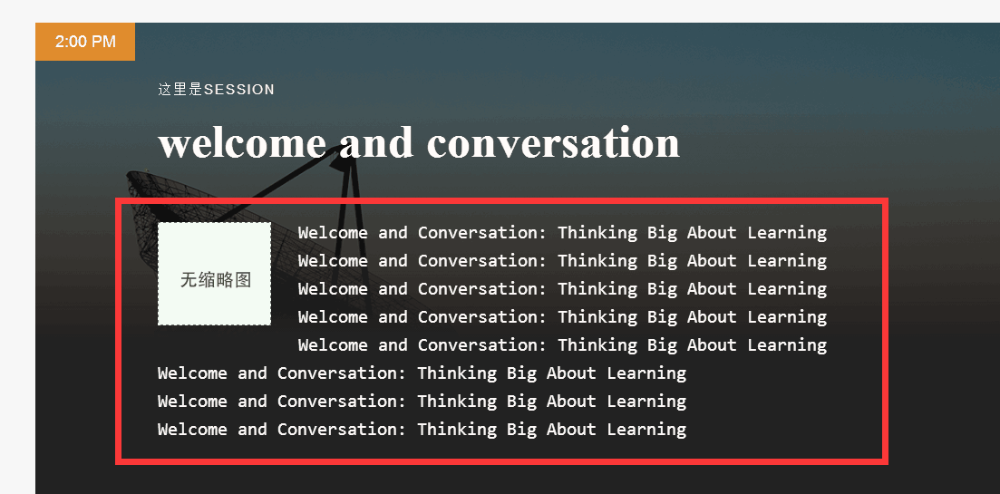 2:00 PM
这里是SESSION
welcome and conversation
无缩略图
Welcome and Conversation: Thinking Big About Learning
Welcome and Conversation: Thinking Big About Learning
Welcome and Conversation: Thinking Big About Learning
Welcome and Conversation: Thinking Big About Learning
Welcome and Conversation: Thinking Big About Learning
Welcome and Conversation: Thinking Big About Learning
Welcome and Conversation: Thinking Big About Learning
Welcome and Conversation: Thinking Big About Learning